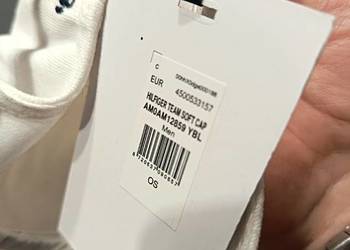 C
EUR
4500533157
HILFIGER TEAM SOFT CAP
AM0AM12859 YBL
Men
OS